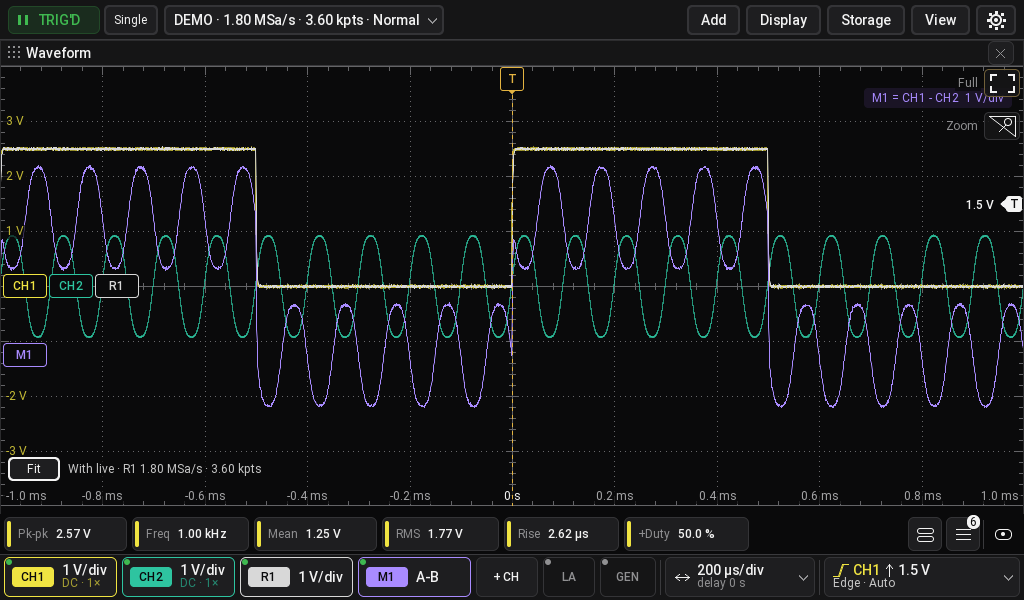 TRIG'D
Single
DEMO · 1.80 MSa/s · 3.60 kpts · Normal
Add
Display
Storage
View
Waveform
T
Full
M1 = CH1 - CH2 1 V/div
Zoom
3 V
2 V
1.5 V
T
1 V
CH1
CH2
R1
M1
-2 V
-3 V
Fit
With live · R1 1.80 MSa/s · 3.60 kpts
-1.0 ms
-0.8 ms
-0.6 ms
-0.4 ms
-0.2 ms
0 s
0.2 ms
0.4 ms
0.6 ms
0.8 ms
1.0 ms
Pk-pk 2.57 V
Freq 1.00 kHz
Mean 1.25 V
RMS 1.77 V
Rise 2.62 µs
+Duty 50.0 %
6
CH1
1 V/div
DC · 1×
CH2
1 V/div
DC · 1×
R1
1 V/div
M1
A-B
+ CH
LA
GEN
200 µs/div
delay 0 s
CH1 ↑ 1.5 V
Edge · Auto